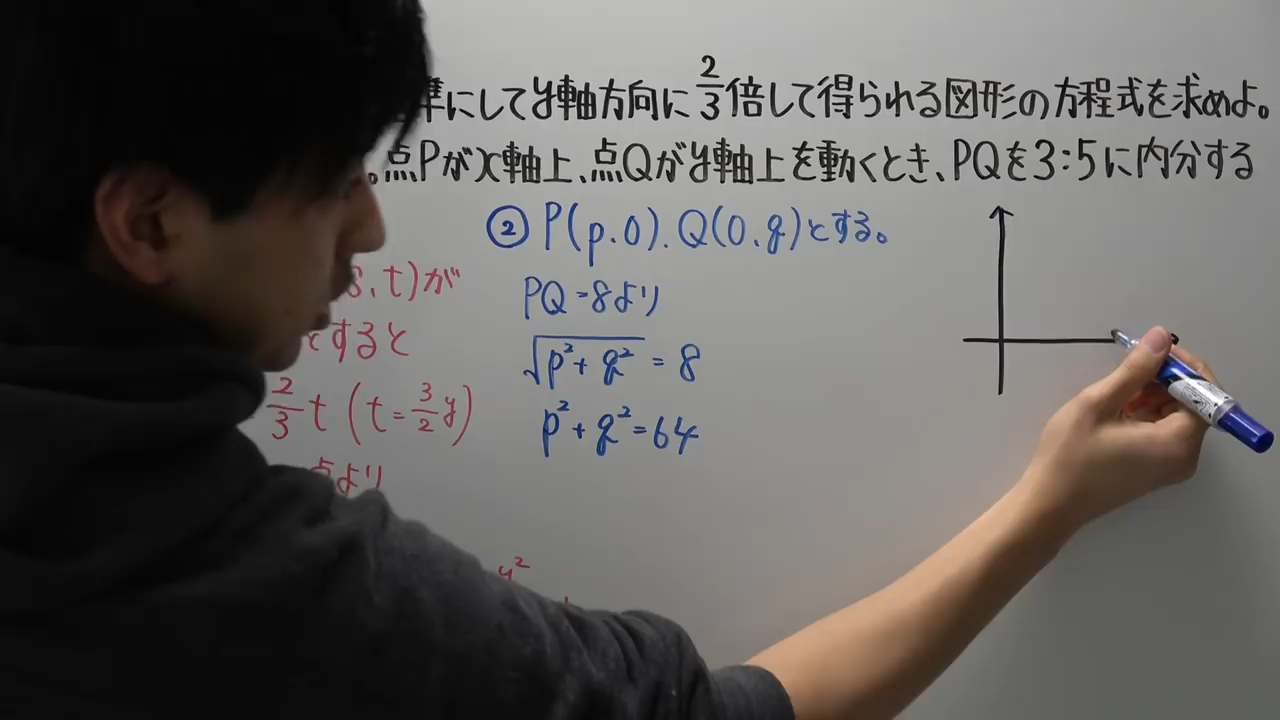 準にしてy軸方向に2/3倍して得られる図形の方程式を求めよ。
。点Pがx軸上、点Qがy軸上を動くとき、PQを3:5に内分する
② P(p.0). Q(0.q)とする。
PQ=8より
√p²+q² = 8
p²+q²=64
s.t)が
とすると
2/3 t (t=3/2 y)
点より
y²